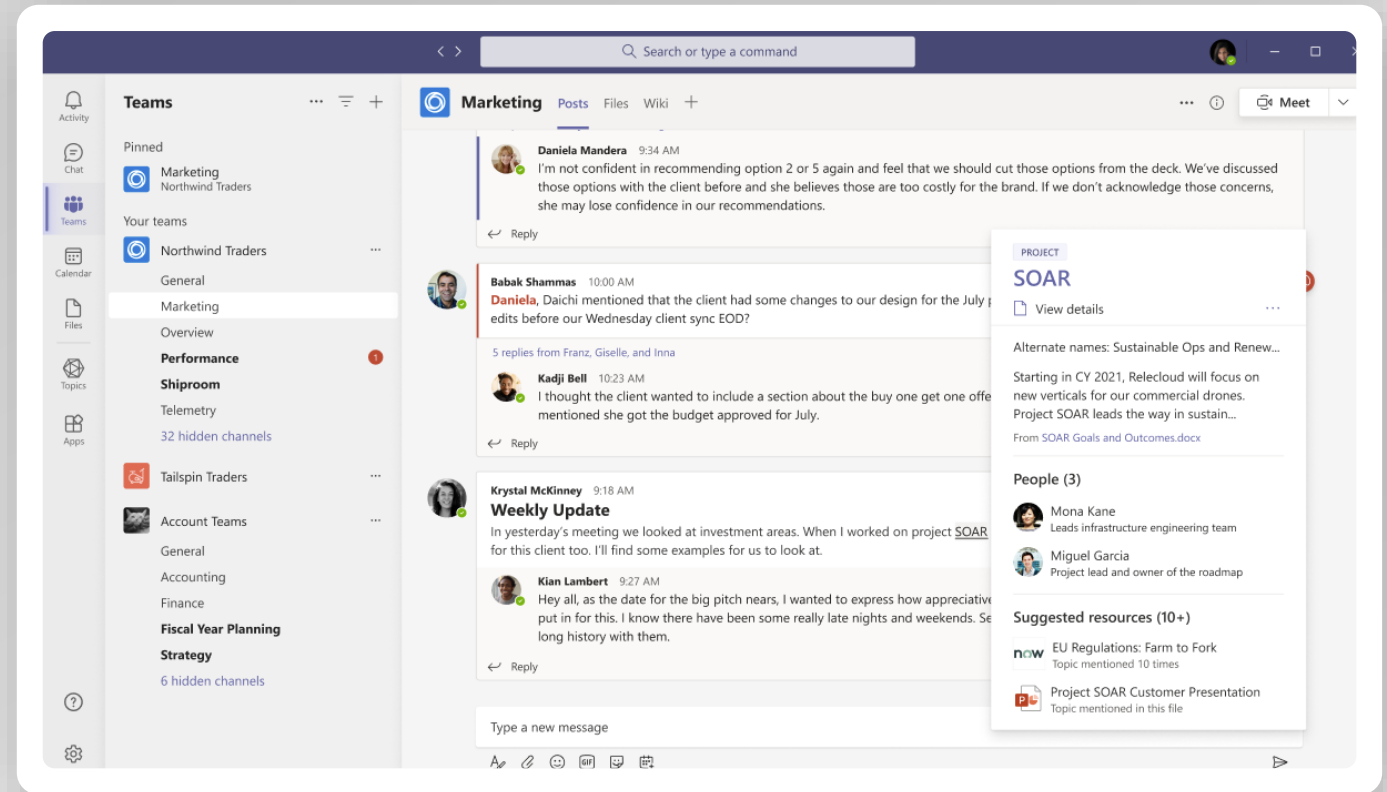 Search or type a command
Activity
Chat
Teams
Calendar
Files
Topics
Apps
Teams
Pinned
Marketing
Northwind Traders
Your teams
Northwind Traders
General
Marketing
Overview
Performance 1
Shiproom
Telemetry
32 hidden channels
Tailspin Traders
Account Teams
General
Accounting
Finance
Fiscal Year Planning
Strategy
6 hidden channels
Marketing Posts Files Wiki
Meet
Daniela Mandera 9:34 AM
I'm not confident in recommending option 2 or 5 again and feel that we should cut those options from the deck. We've discussed
those options with the client before and she believes those are too costly for the brand. If we don't acknowledge those concerns,
she may lose confidence in our recommendations.
Reply
Babak Shammas 10:00 AM
Daniela, Daichi mentioned that the client had some changes to our design for the July
edits before our Wednesday client sync EOD?
5 replies from Franz, Giselle, and Inna
Kadji Bell 10:23 AM
I thought the client wanted to include a section about the buy one get one
mentioned she got the budget approved for July.
Reply
Krystal McKinney 9:18 AM
Weekly Update
In yesterday's meeting we looked at investment areas. When I worked on project SOAR
for this client too. I'll find some examples for us to look at.
Kian Lambert 9:27 AM
Hey all, as the date for the big pitch nears, I wanted to express how appreciative
put in for this. I know there have been some really late nights and weekends.
long history with them.
Reply
Type a new message
GIF
PROJECT
SOAR
View details
Alternate names: Sustainable Ops and Renew...
Starting in CY 2021, Relecloud will focus on
new verticals for our commercial drones.
Project SOAR leads the way in sustain...
From SOAR Goals and Outcomes.docx
People (3)
Mona Kane
Leads infrastructure engineering team
Miguel Garcia
Project lead and owner of the roadmap
Suggested resources (10+)
now
EU Regulations: Farm to Fork
Topic mentioned 10 times
P
Project SOAR Customer Presentation
Topic mentioned in this file